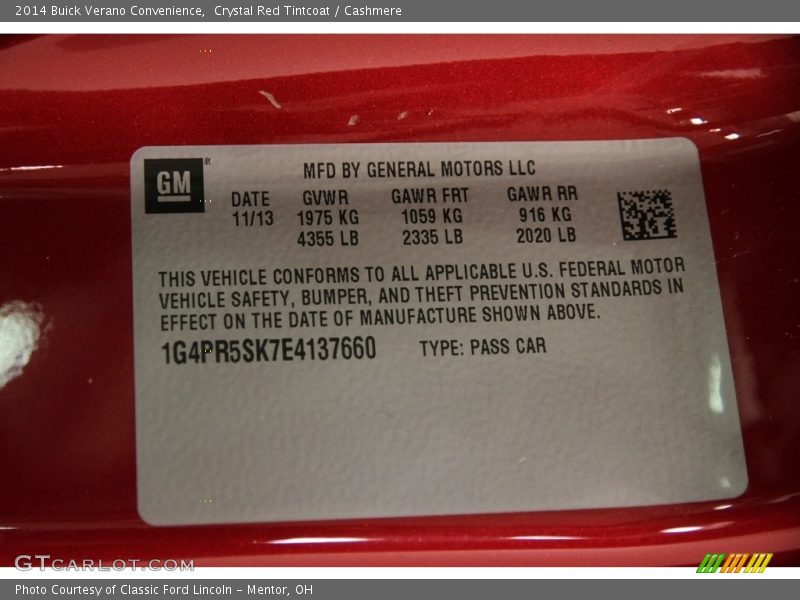 2014 Buick Verano Convenience,  Crystal Red Tintcoat / Cashmere
GM ®
MFD BY GENERAL MOTORS LLC
DATE GVWR GAWR FRT GAWR RR
11/13 1975 KG 1059 KG 916 KG
4355 LB 2335 LB 2020 LB
THIS VEHICLE CONFORMS TO ALL APPLICABLE U.S. FEDERAL MOTOR
VEHICLE SAFETY, BUMPER, AND THEFT PREVENTION STANDARDS IN
EFFECT ON THE DATE OF MANUFACTURE SHOWN ABOVE.
1G4PR5SK7E4137660 TYPE: PASS CAR
GTCARLOT.COM
Photo Courtesy of Classic Ford Lincoln - Mentor, OH